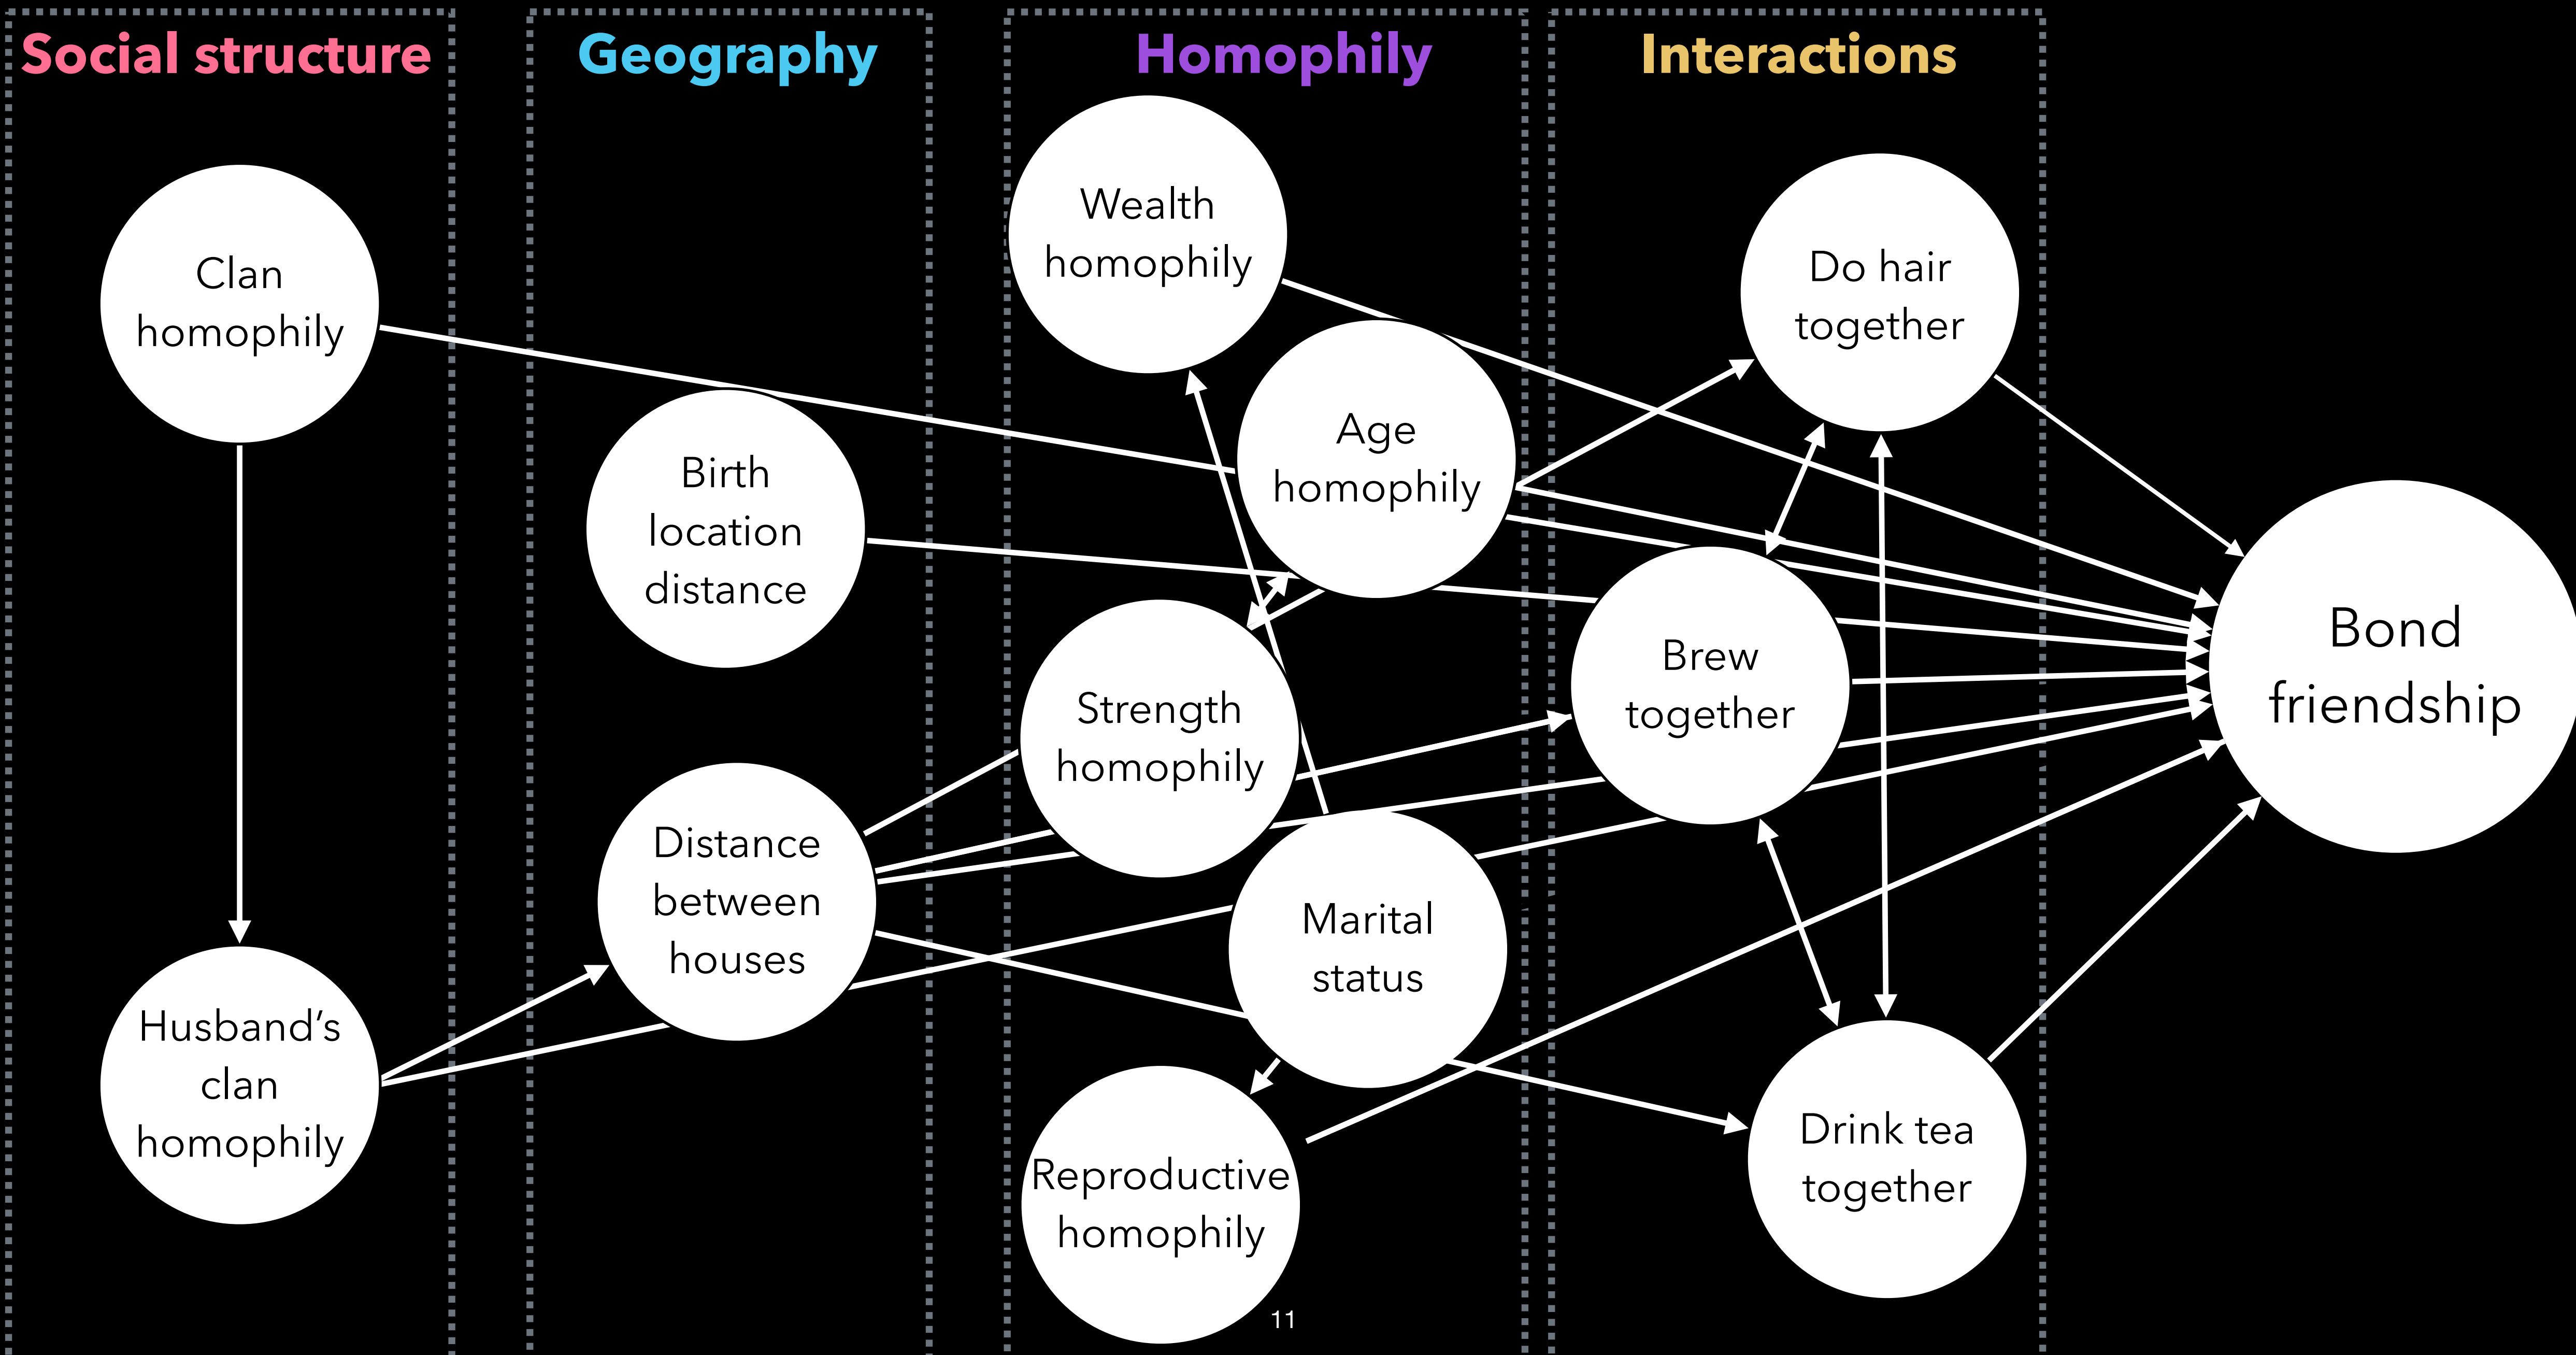 Social structure
Geography
Homophily
Interactions
Clan
homophily
Husband’s
clan
homophily
Birth
location
distance
Distance
between
houses
Wealth
homophily
Age
homophily
Strength
homophily
Marital
status
Reproductive
homophily
Do hair
together
Brew
together
Drink tea
together
Bond
friendship
11